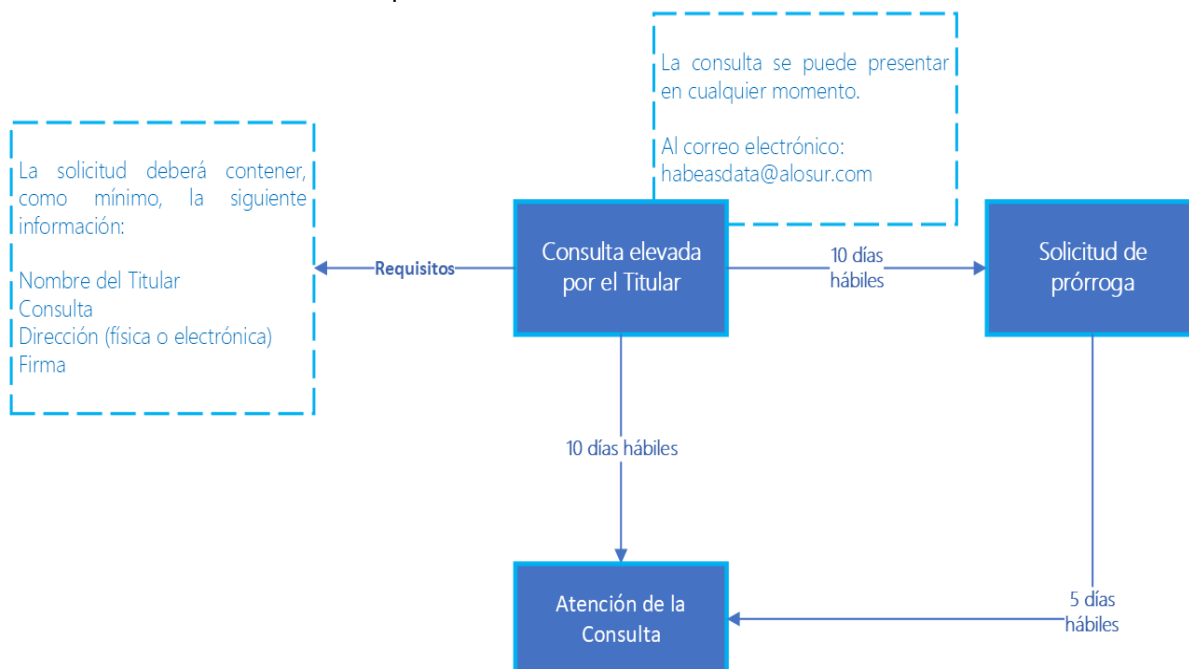 La consulta se puede presentar
en cualquier momento.
Al correo electrónico:
habeasdata@alosur.com
La solicitud deberá contener,
como mínimo, la siguiente
información:
Nombre del Titular
Consulta
Dirección (física o electrónica)
Firma
Requisitos
Consulta elevada
por el Titular
10 días
hábiles
Solicitud de
prórroga
10 días hábiles
Atención de la
Consulta
5 días
hábiles